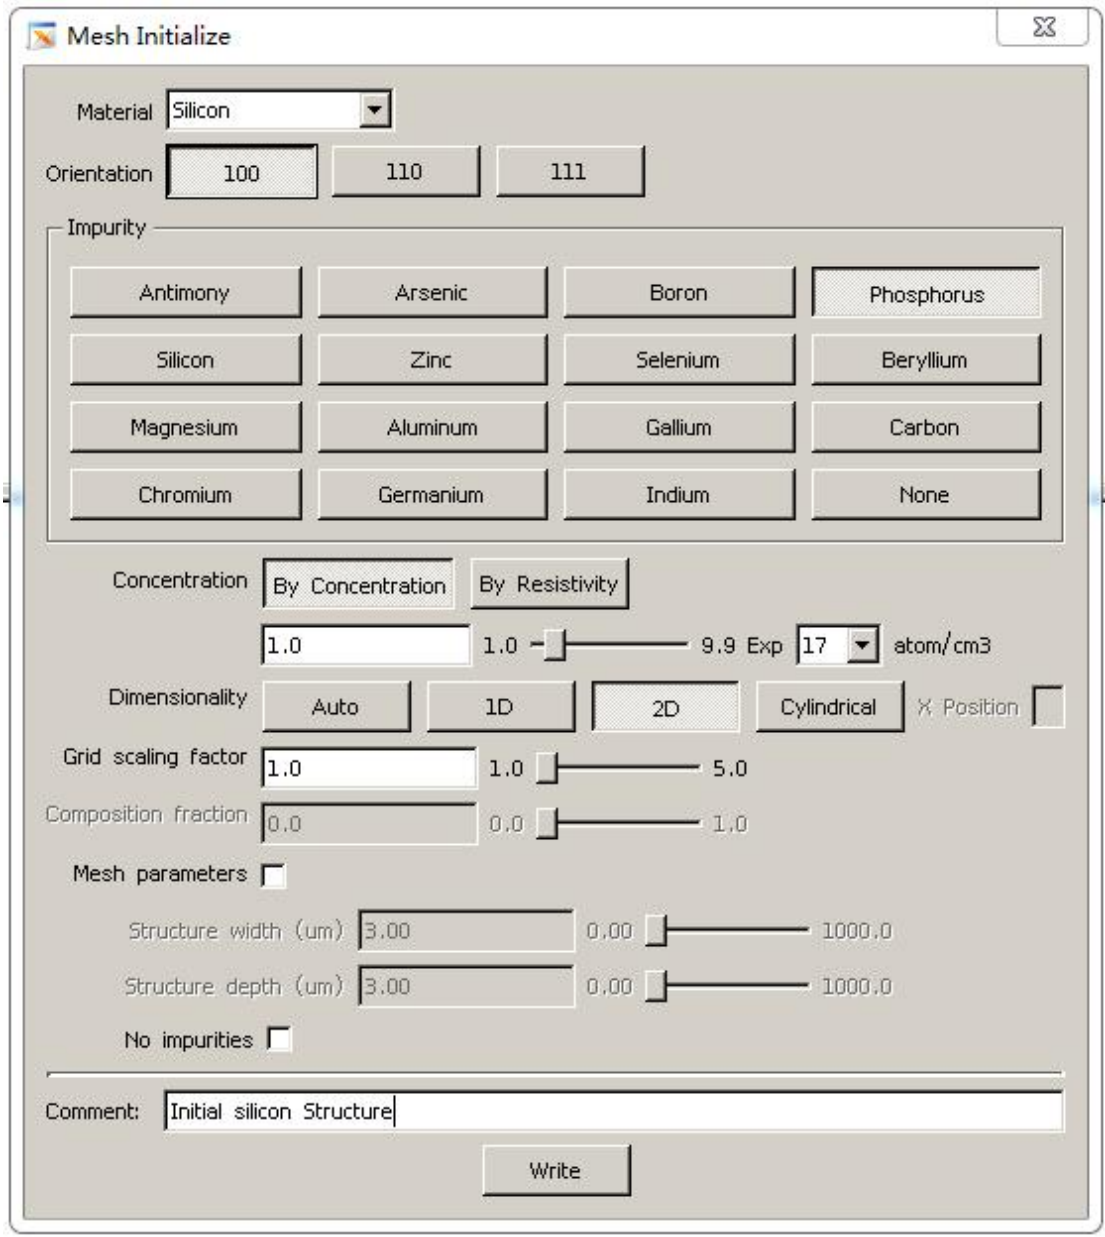 Mesh Initialize
Material Silicon
Orientation 100 110 111
Impurity
Antimony Arsenic Boron Phosphorus
Silicon Zinc Selenium Beryllium
Magnesium Aluminum Gallium Carbon
Chromium Germanium Indium None
Concentration By Concentration By Resistivity
1.0 1.0 9.9 Exp 17 atom/cm3
Dimensionality Auto 1D 2D Cylindrical X Position
Grid scaling factor 1.0 1.0 5.0
Composition fraction 0.0 0.0 1.0
Mesh parameters
Structure width (um) 3.00 0.00 1000.0
Structure depth (um) 3.00 0.00 1000.0
No impurities
Comment: Initial silicon Structure
Write